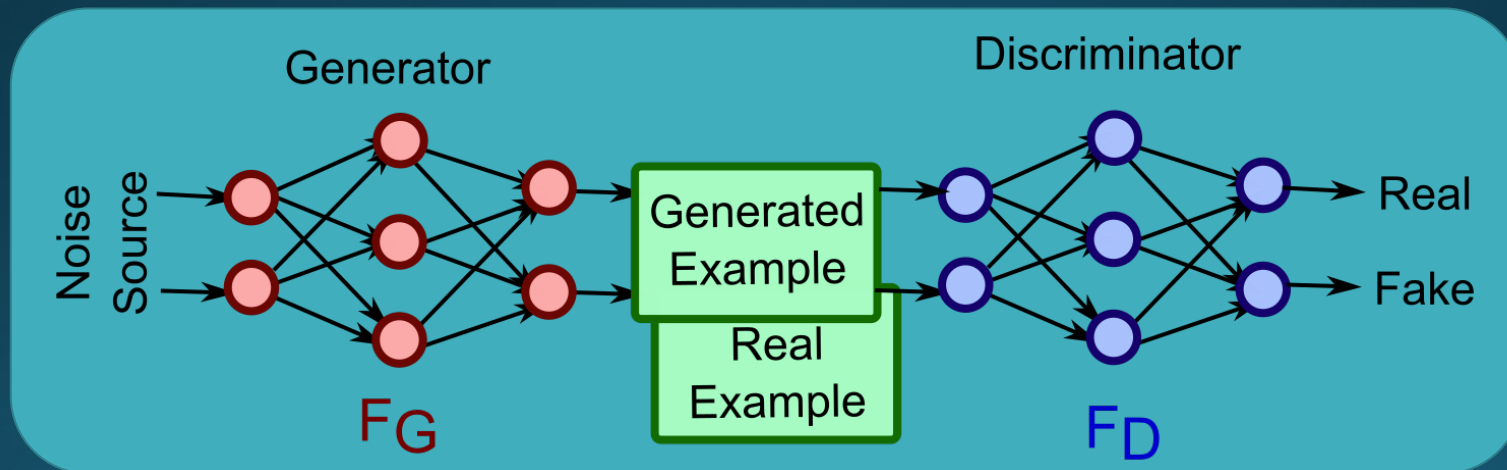 Generator
Discriminator
Noise
Source
Generated
Example
Real
Example
Real
Fake
FG
FD